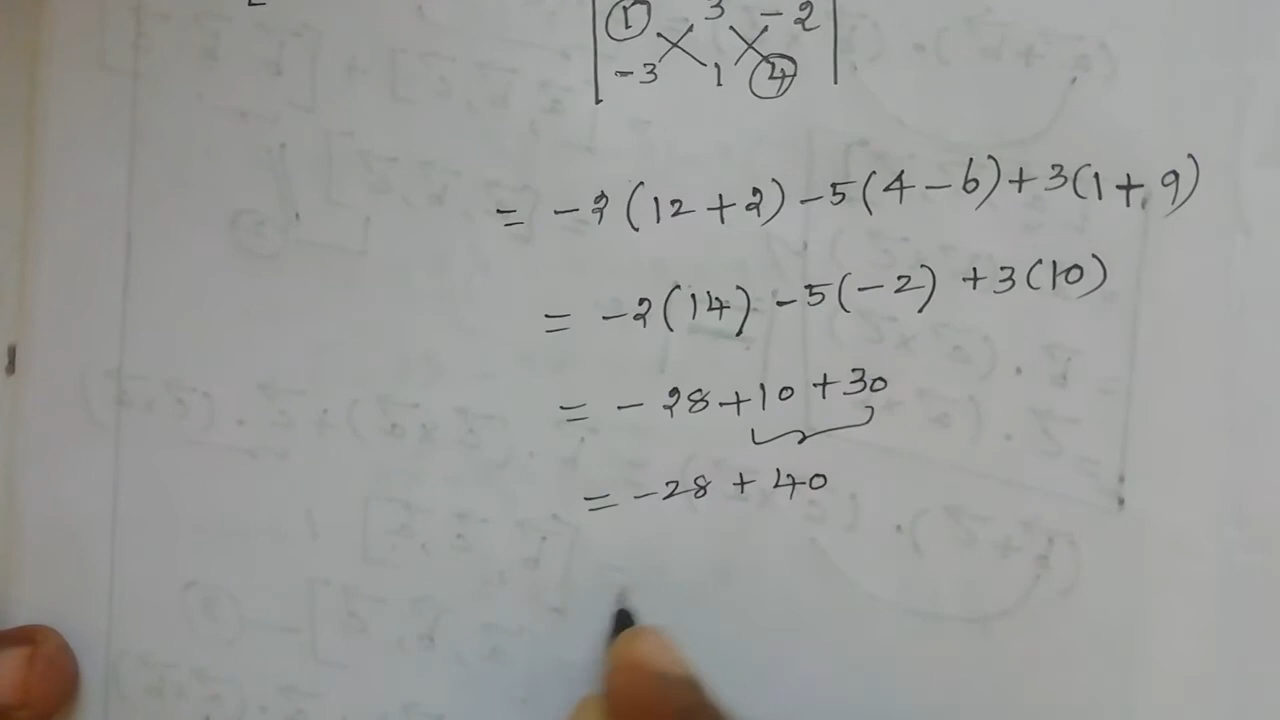 1 3 -2
-3 1 4
= -2(12+2)-5(4-6)+3(1+9)
= -2(14) -5(-2) +3(10)
= -28+10+30
= -28 + 40